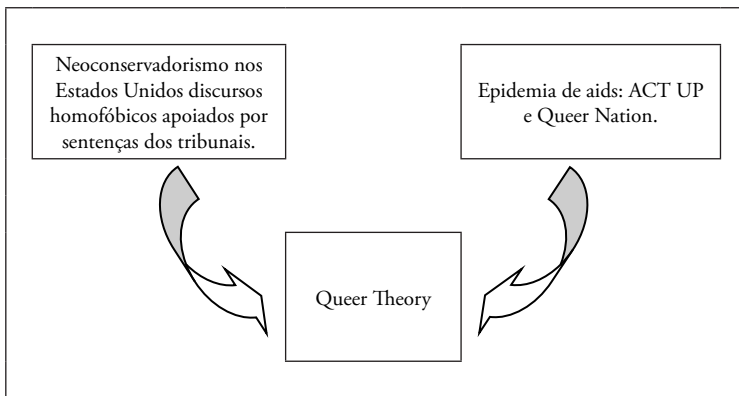 Neoconservadorismo nos
Estados Unidos discursos
homofóbicos apoiados por
sentenças dos tribunais.
Epidemia de aids: ACT UP
e Queer Nation.
Queer Theory